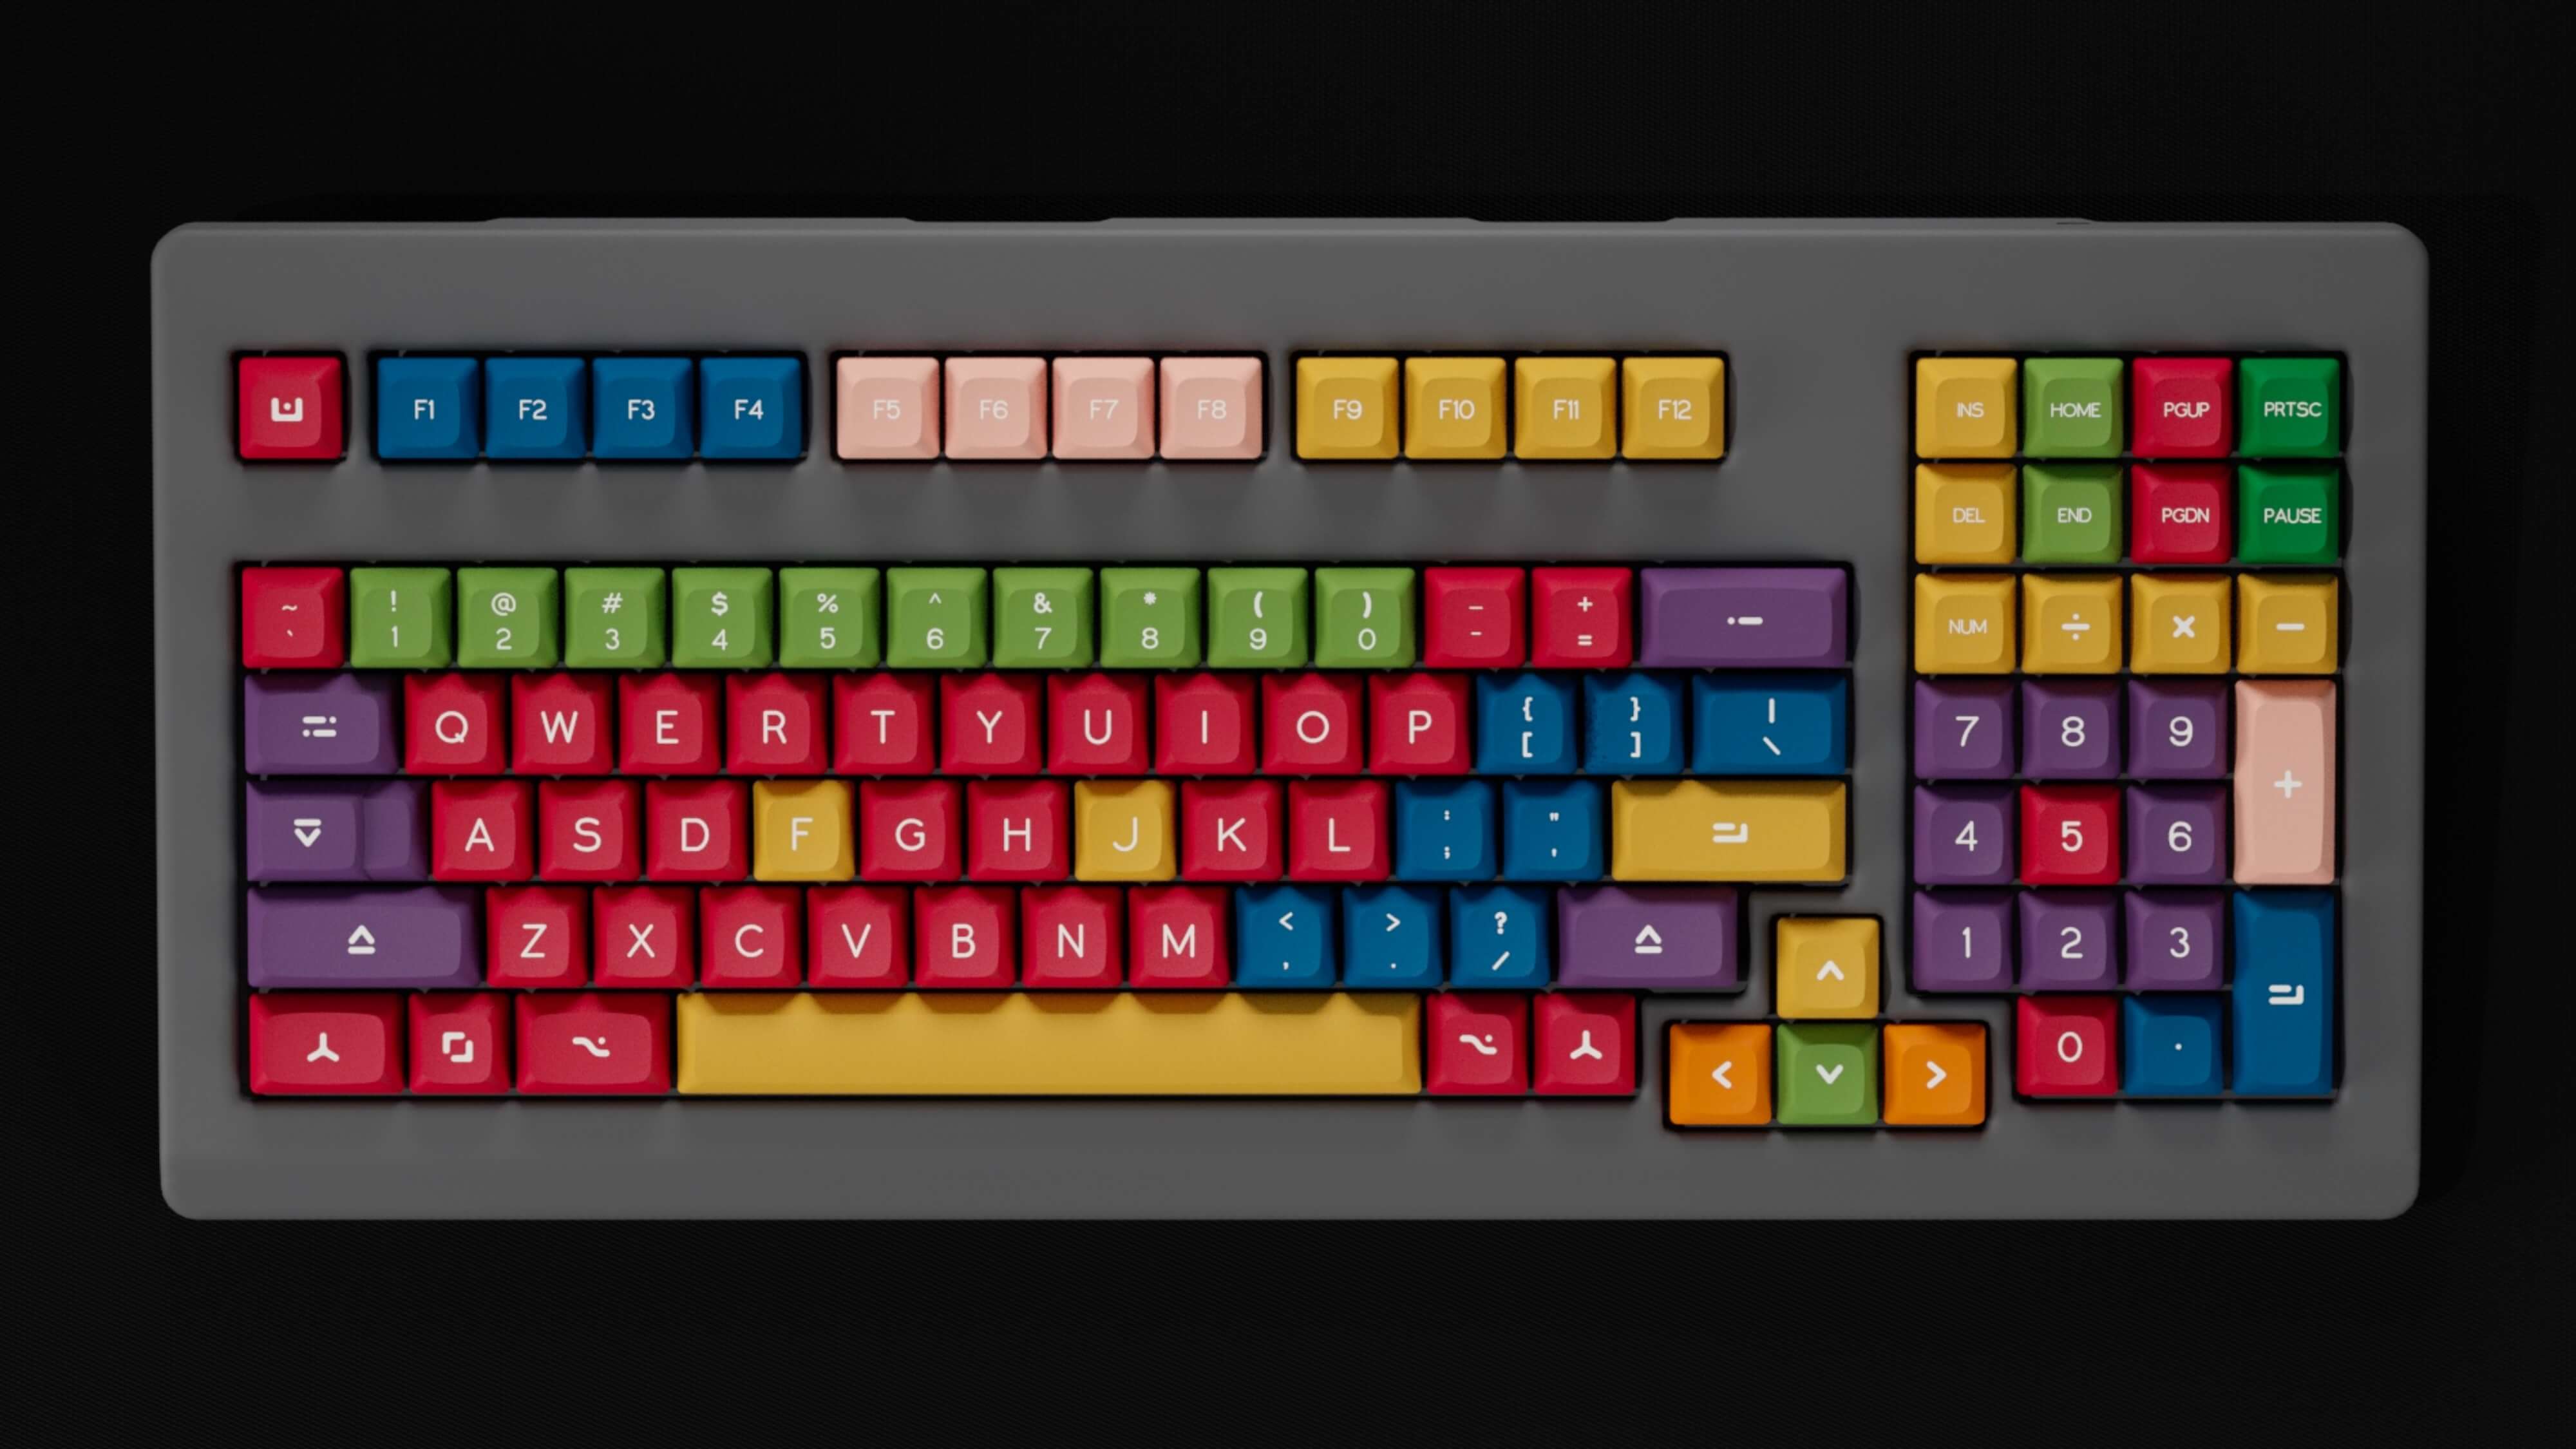 F1 F2 F3 F4 F5 F6 F7 F8 F9 F10 F11 F12 INS HOME PGUP PRTSC
DEL END PGDN PAUSE
~ ! @ # $ % ^ & * ( ) _ +
` 1 2 3 4 5 6 7 8 9 0 - = NUM ÷ × −
{ } |
Q W E R T Y U I O P [ ] \ 7 8 9 +
: "
A S D F G H J K L ; ' 4 5 6
< > ?
Z X C V B N M , . / ^ 1 2 3
< v > 0 .